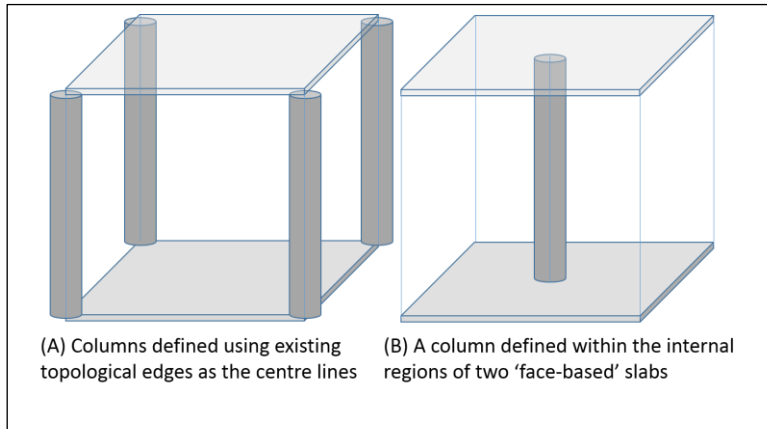 (A) Columns defined using existing
topological edges as the centre lines
(B) A column defined within the internal
regions of two ‘face-based’ slabs